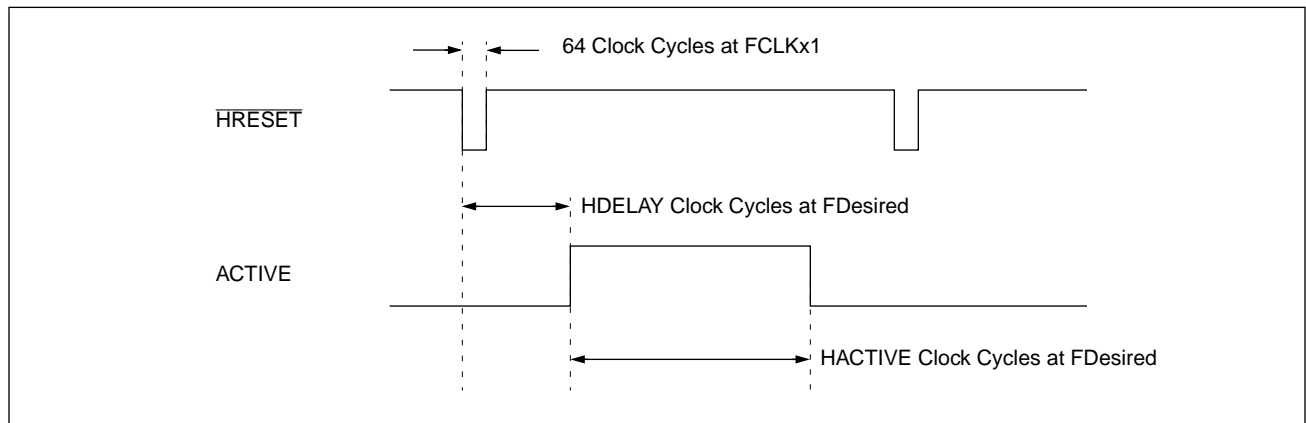 64 Clock Cycles at FCLKx1
HRESET
HDELAY Clock Cycles at FDesired
ACTIVE
HACTIVE Clock Cycles at FDesired